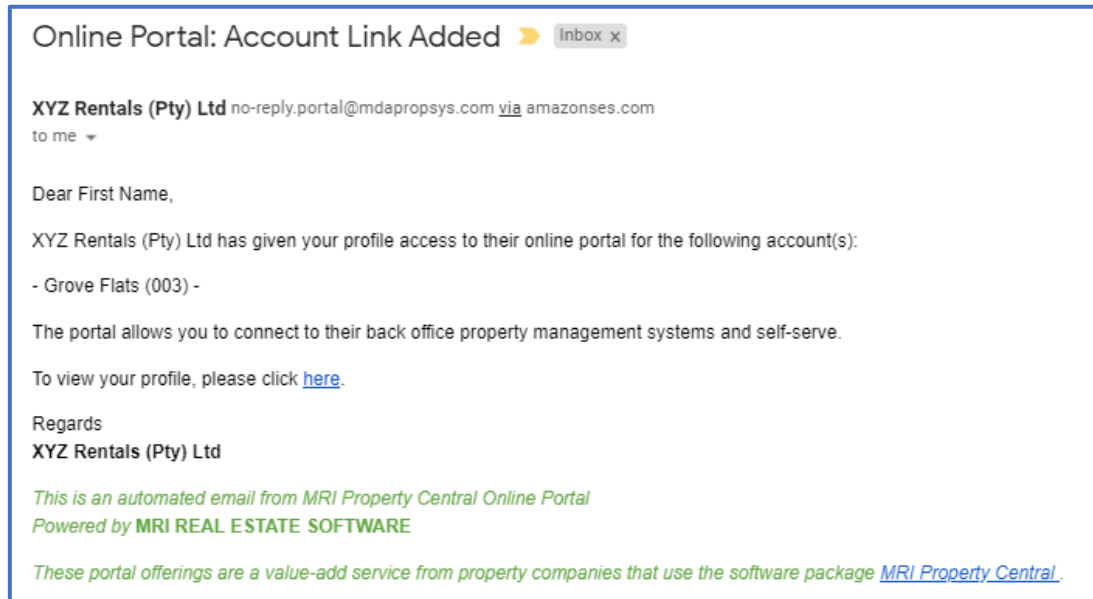 Online Portal: Account Link Added Inbox x
XYZ Rentals (Pty) Ltd no-reply.portal@mdapropsys.com via amazonses.com
to me
Dear First Name,
XYZ Rentals (Pty) Ltd has given your profile access to their online portal for the following account(s):
- Grove Flats (003) -
The portal allows you to connect to their back office property management systems and self-serve.
To view your profile, please click here.
Regards
XYZ Rentals (Pty) Ltd
This is an automated email from MRI Property Central Online Portal
Powered by MRI REAL ESTATE SOFTWARE
These portal offerings are a value-add service from property companies that use the software package MRI Property Central .